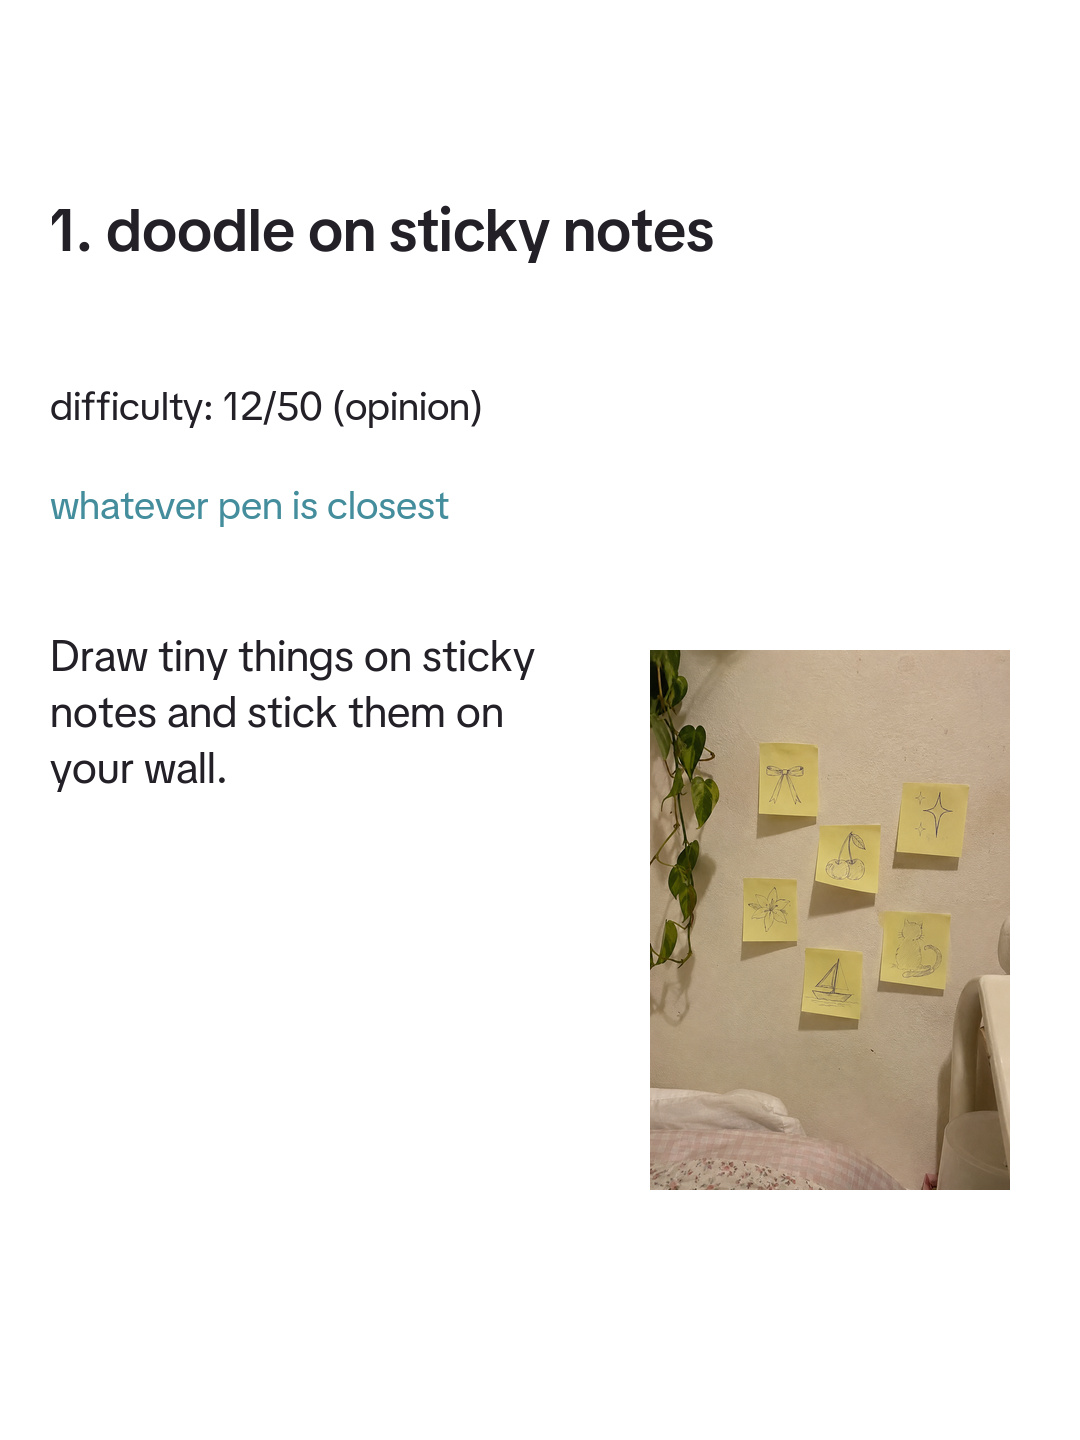 1. doodle on sticky notes
difficulty: 12/50 (opinion)
whatever pen is closest
Draw tiny things on sticky
notes and stick them on
your wall.